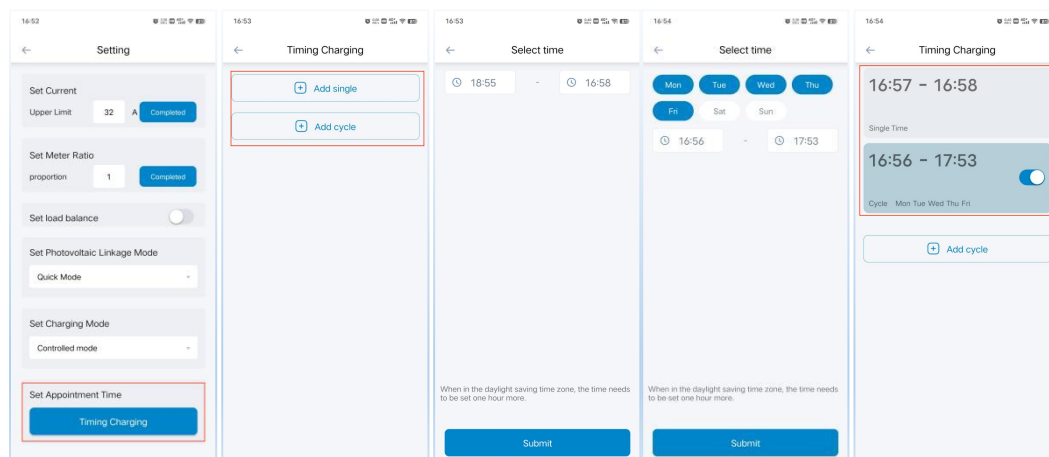 16:52
Setting
Set Current
Upper Limit 32 A Completed
Set Meter Ratio
proportion 1 Completed
Set load balance
Set Photovoltaic Linkage Mode
Quick Mode
Set Charging Mode
Controlled mode
Set Appointment Time
Timing Charging
16:53
Timing Charging
Add single
Add cycle
16:53
Select time
18:55 - 16:58
When in the daylight saving time zone, the time needs
to be set one hour more.
Submit
16:54
Select time
Mon Tue Wed Thu
Fri Sat Sun
16:56 - 17:53
When in the daylight saving time zone, the time needs
to be set one hour more.
Submit
16:54
Timing Charging
16:57 - 16:58
Single Time
16:56 - 17:53
Cycle Mon Tue Wed Thu Fri
Add cycle